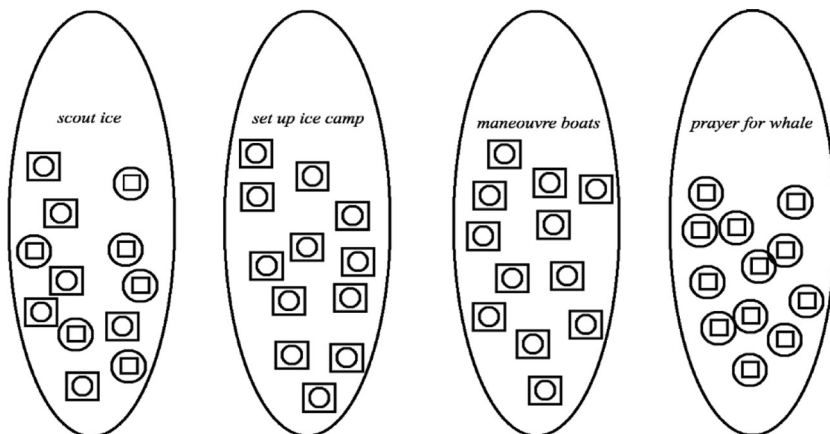 scout ice
set up ice camp
maneouvre boats
prayer for whale